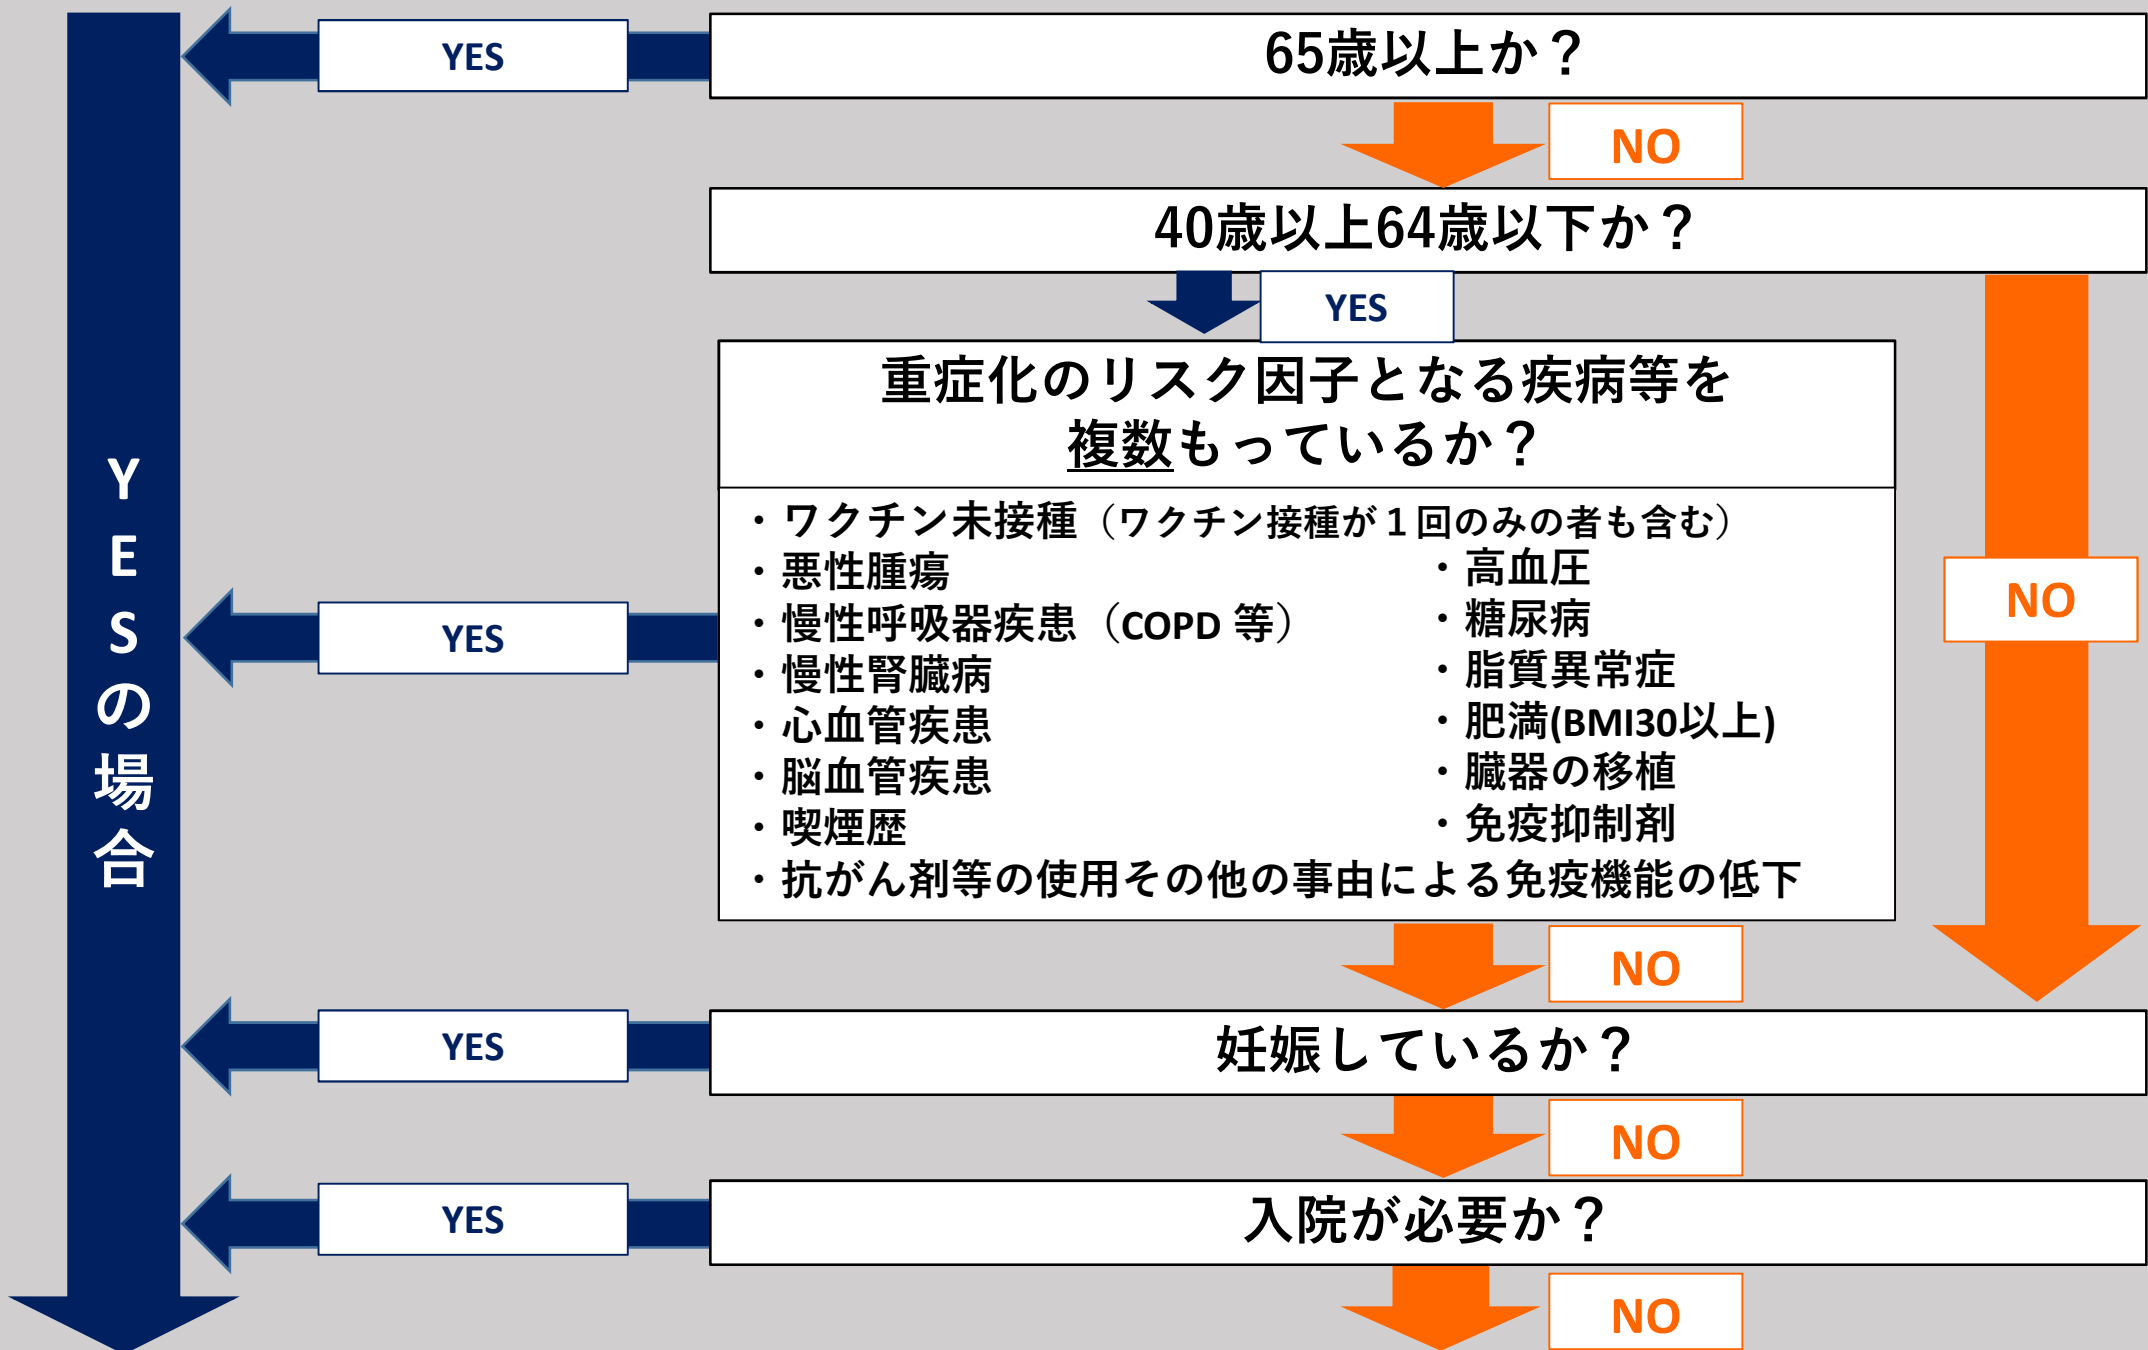 65歳以上か？
YES
NO
40歳以上64歳以下か？
YES
NO
重症化のリスク因子となる疾病等を
複数もっているか？
・ワクチン未接種（ワクチン接種が１回のみの者も含む）
・悪性腫瘍
・慢性呼吸器疾患（COPD 等）
・慢性腎臓病
・心血管疾患
・脳血管疾患
・喫煙歴
・高血圧
・糖尿病
・脂質異常症
・肥満(BMI30以上)
・臓器の移植
・免疫抑制剤
・抗がん剤等の使用その他の事由による免疫機能の低下
YES
NO
妊娠しているか？
YES
NO
入院が必要か？
YES
NO
YESの場合